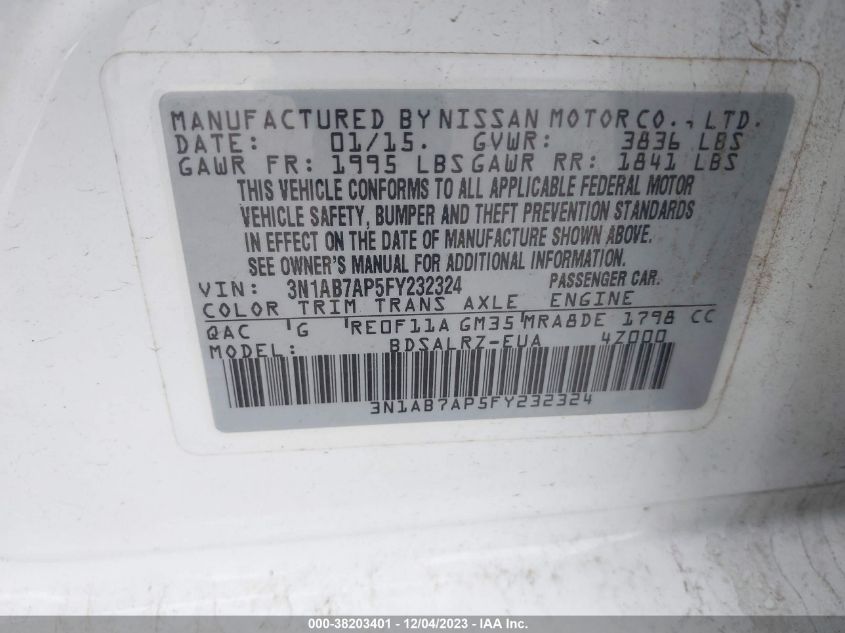 MANUFACTURED BY NISSAN MOTOR CO., LTD.
DATE: 01/15. GVWR: 3836 LBS
GAWR FR: 1995 LBS GAWR RR: 1841 LBS
THIS VEHICLE CONFORMS TO ALL APPLICABLE FEDERAL MOTOR
VEHICLE SAFETY, BUMPER AND THEFT PREVENTION STANDARDS
IN EFFECT ON THE DATE OF MANUFACTURE SHOWN ABOVE.
SEE OWNER'S MANUAL FOR ADDITIONAL INFORMATION.
VIN: 3N1AB7AP5FY232324 PASSENGER CAR.
COLOR TRIM TRANS AXLE ENGINE
QAC G RE0F11A GM35 MRA8DE 1798 CC
MODEL: BDSALRZ-EUA 4Z000
3N1AB7AP5FY232324
000-38203401 - 12/04/2023 - IAA Inc.